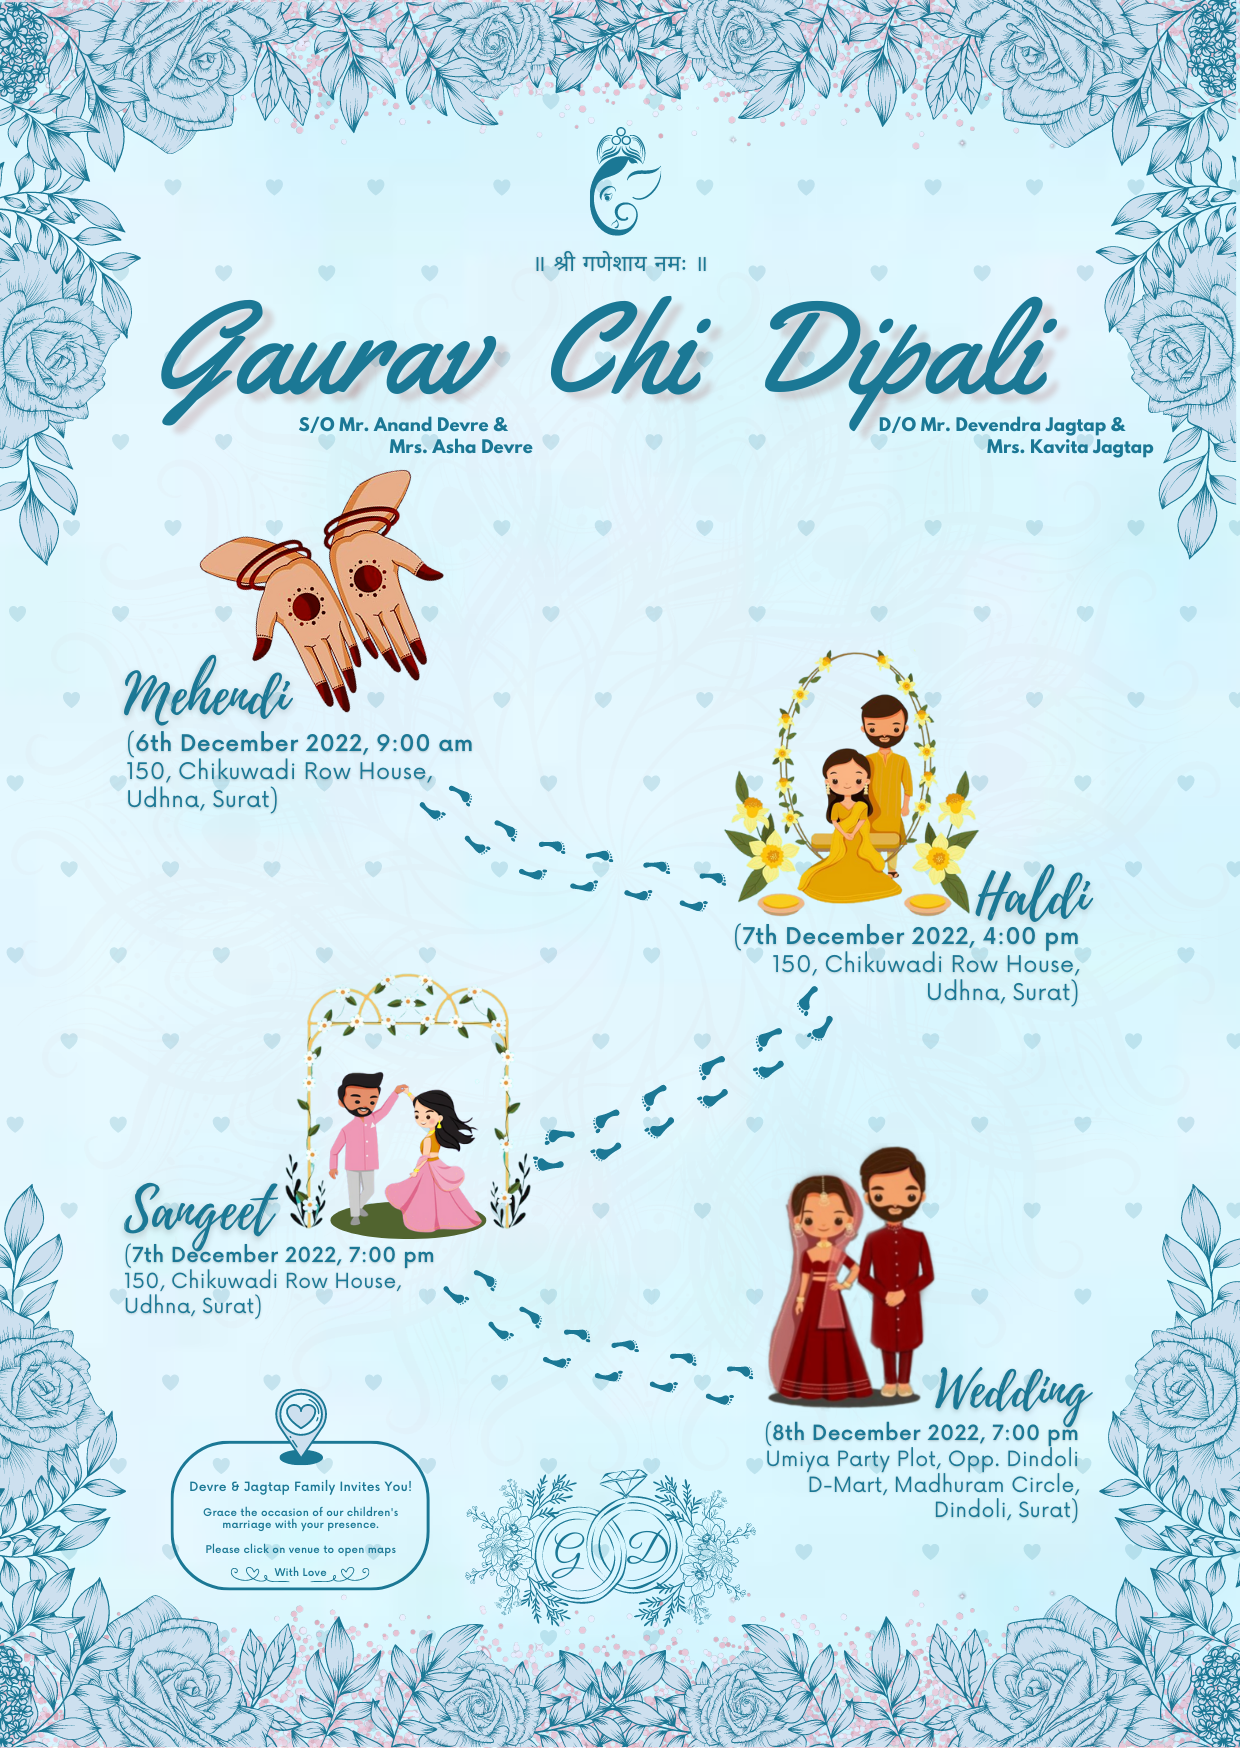 ॥ श्री गणेशाय नमः ॥
Gaurav Chi Dipali
S/O Mr. Anand Devre &
Mrs. Asha Devre
D/O Mr. Devendra Jagtap &
Mrs. Kavita Jagtap
Mehendi
(6th December 2022, 9:00 am
150, Chikuwadi Row House,
Udhna, Surat)
Haldi
(7th December 2022, 4:00 pm
150, Chikuwadi Row House,
Udhna, Surat)
Sangeet
(7th December 2022, 7:00 pm
150, Chikuwadi Row House,
Udhna, Surat)
Wedding
(8th December 2022, 7:00 pm
Umiya Party Plot, Opp. Dindoli
D-Mart, Madhuram Circle,
Dindoli, Surat)
Devre & Jagtap Family Invites You!
Grace the occasion of our children's
marriage with your presence.
Please click on venue to open maps
With Love
G D